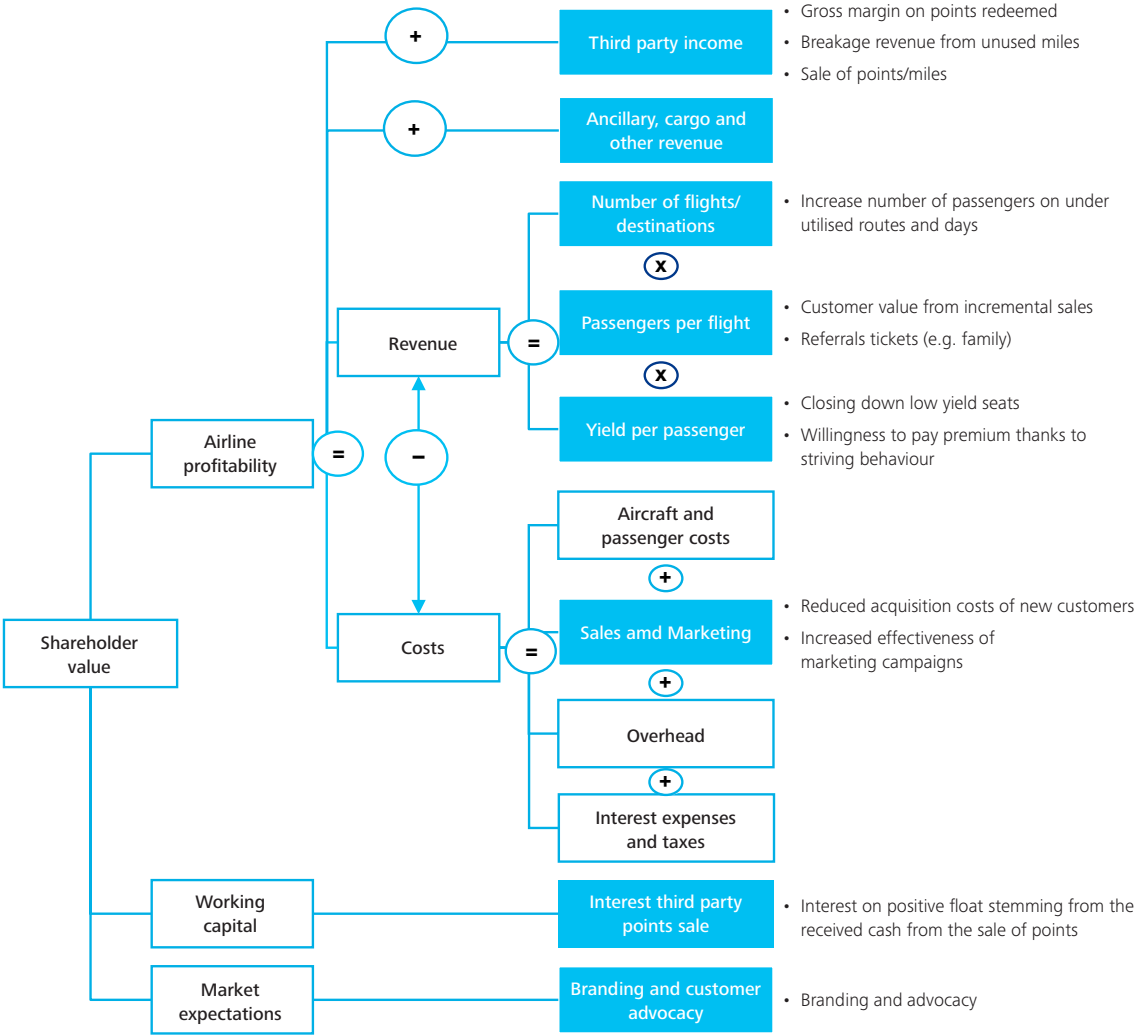 +
Third party income
• Gross margin on points redeemed
• Breakage revenue from unused miles
• Sale of points/miles
+
Ancillary, cargo and
other revenue
Number of flights/
destinations
• Increase number of passengers on under
utilised routes and days
x
Revenue
=
Passengers per flight
• Customer value from incremental sales
• Referrals tickets (e.g. family)
x
Yield per passenger
• Closing down low yield seats
• Willingness to pay premium thanks to
striving behaviour
Airline
profitability
=
–
Aircraft and
passenger costs
+
Shareholder
value
Costs
=
Sales amd Marketing
• Reduced acquisition costs of new customers
• Increased effectiveness of
marketing campaigns
+
Overhead
+
Interest expenses
and taxes
Working
capital
Interest third party
points sale
• Interest on positive float stemming from the
received cash from the sale of points
Market
expectations
Branding and customer
advocacy
• Branding and advocacy